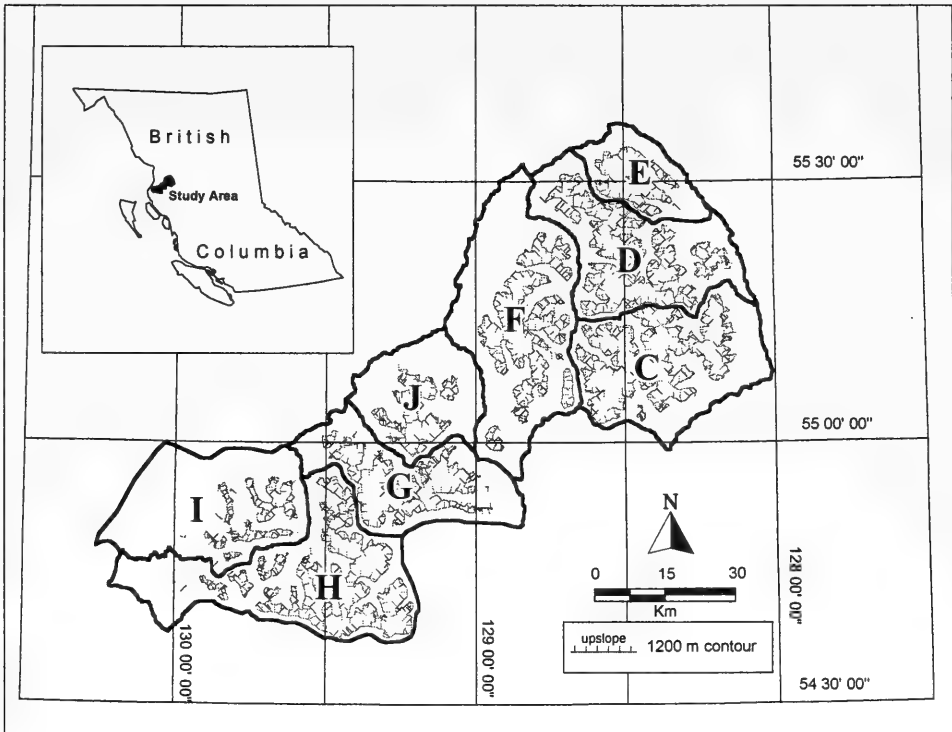 British
Study Area
Columbia
55 30' 00"
E
D
F
C
J
55 00' 00"
G
I
N
H
0 15 30
Km
128 00' 00"
130 00' 00"
129 00' 00"
upslope
1200 m contour
54 30' 00"